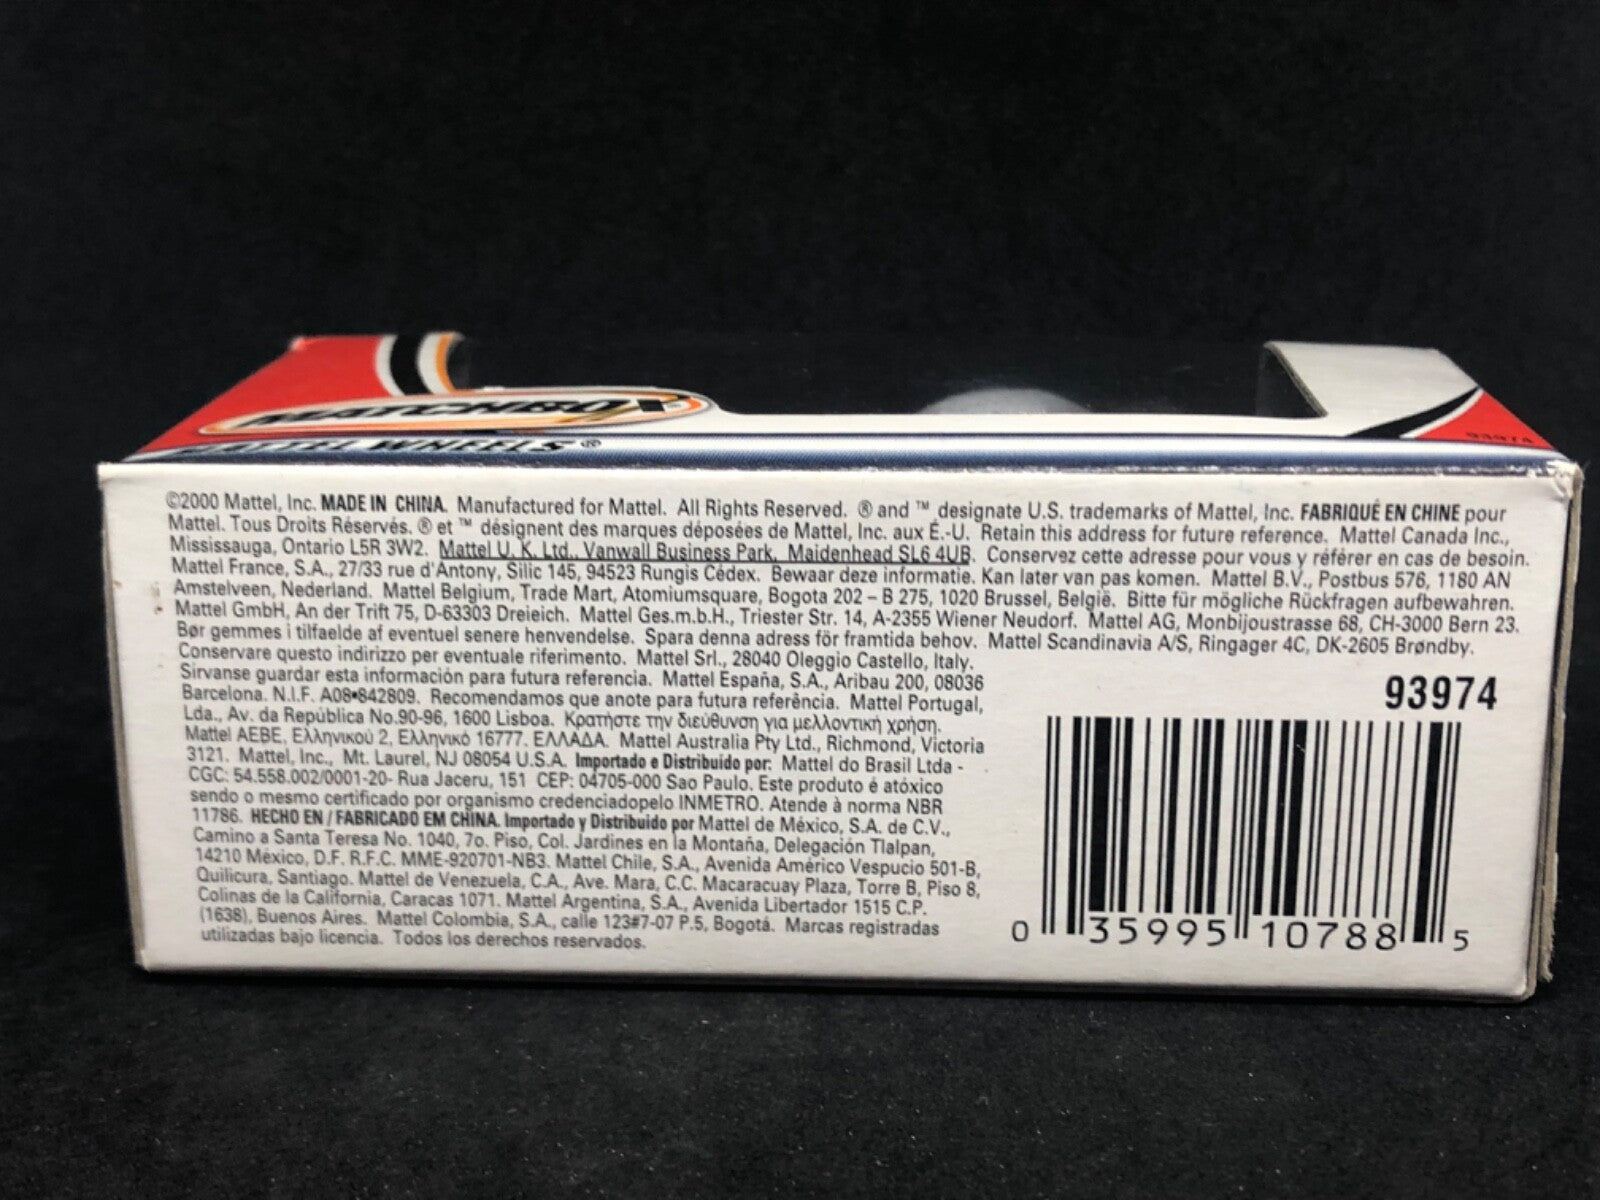 MATCHBOX
MATTEL WHEELS®
93974
©2000 Mattel, Inc. MADE IN CHINA. Manufactured for Mattel. All Rights Reserved. ® and ™ designate U.S. trademarks of Mattel, Inc. FABRIQUÉ EN CHINE pour
Mattel. Tous Droits Réservés. ® et ™ désignent des marques déposées de Mattel, Inc. aux É.-U. Retain this address for future reference. Mattel Canada Inc.,
Mississauga, Ontario L5R 3W2. Mattel U.K. Ltd., Vanwall Business Park, Maidenhead SL6 4UB. Conservez cette adresse pour vous y référer en cas de besoin.
Mattel France, S.A., 27/33 rue d'Antony, Silic 145, 94523 Rungis Cédex. Bewaar deze informatie. Kan later van pas komen. Mattel B.V., Postbus 576, 1180 AN
Amstelveen, Nederland. Mattel Belgium, Trade Mart, Atomiumsquare, Bogota 202 – B 275, 1020 Brussel, België. Bitte für mögliche Rückfragen aufbewahren.
Mattel GmbH, An der Trift 75, D-63303 Dreieich. Mattel Ges.m.b.H., Triester Str. 14, A-2355 Wiener Neudorf. Mattel AG, Monbijoustrasse 68, CH-3000 Bern 23.
Bør gemmes i tilfaelde af eventuel senere henvendelse. Spara denna adress för framtida behov. Mattel Scandinavia A/S, Ringager 4C, DK-2605 Brøndby.
Conservare questo indirizzo per eventuale riferimento. Mattel Srl., 28040 Oleggio Castello, Italy.
Sirvanse guardar esta información para futura referencia. Mattel España, S.A., Aribau 200, 08036
Barcelona. N.I.F. A08•842809. Recomendamos que anote para futura referência. Mattel Portugal,
Lda., Av. da República No.90-96, 1600 Lisboa. Κρατήστε την διεύθυνση για μελλοντική χρήση.
Mattel AEBE, Ελληνικού 2, Ελληνικό 16777. ΕΛΛΑΔΑ. Mattel Australia Pty Ltd., Richmond, Victoria
3121. Mattel, Inc., Mt. Laurel, NJ 08054 U.S.A. Importado e Distribuido por: Mattel do Brasil Ltda -
CGC: 54.558.002/0001-20- Rua Jaceru, 151 CEP: 04705-000 Sao Paulo. Este produto é atóxico
sendo o mesmo certificado por organismo credenciadopelo INMETRO. Atende à norma NBR
11786. HECHO EN / FABRICADO EM CHINA. Importado y Distribuido por Mattel de México, S.A. de C.V.,
Camino a Santa Teresa No. 1040, 7o. Piso, Col. Jardines en la Montaña, Delegación Tlalpan,
14210 México, D.F. R.F.C. MME-920701-NB3. Mattel Chile, S.A., Avenida Américo Vespucio 501-B,
Quilicura, Santiago. Mattel de Venezuela, C.A., Ave. Mara, C.C. Macaracuay Plaza, Torre B, Piso 8,
Colinas de la California, Caracas 1071. Mattel Argentina, S.A., Avenida Libertador 1515 C.P.
(1638), Buenos Aires. Mattel Colombia, S.A., calle 123#7-07 P.5, Bogotá. Marcas registradas
utilizadas bajo licencia. Todos los derechos reservados.
93974
0 35995 10788 5